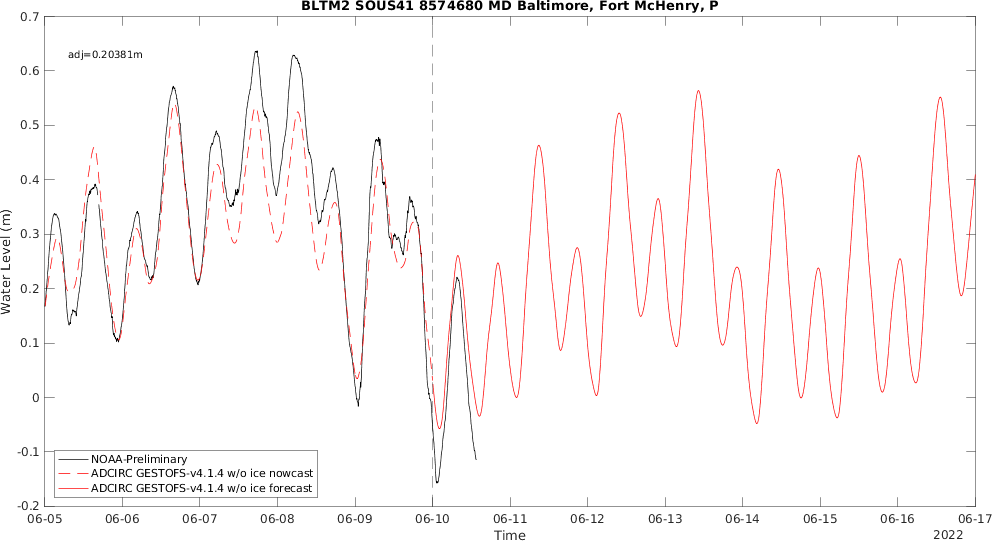 BLTM2 SOUS41 8574680 MD Baltimore, Fort McHenry, P
adj=0.20381m
0.7
0.6
0.5
0.4
0.3
0.2
0.1
0
-0.1
-0.2
Water Level (m)
NOAA-Preliminary
ADCIRC GESTOFS-v4.1.4 w/o ice nowcast
ADCIRC GESTOFS-v4.1.4 w/o ice forecast
06-05 06-06 06-07 06-08 06-09 06-10 06-11 06-12 06-13 06-14 06-15 06-16 06-17
Time
2022